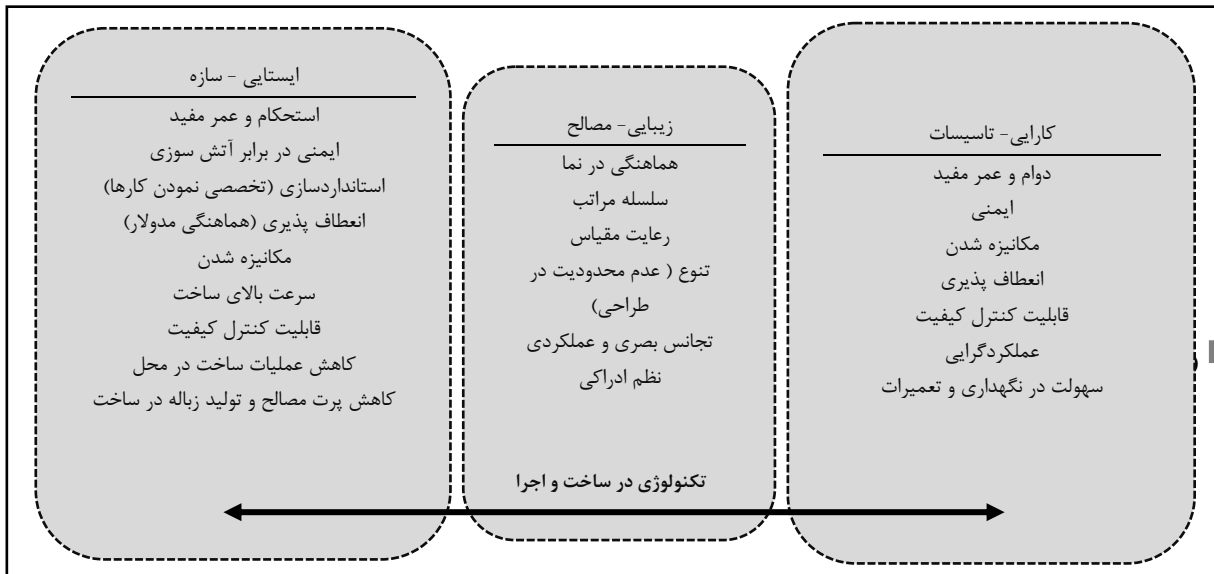 کارایی- تاسیسات
دوام و عمر مفید
ایمنی
مکانیزه شدن
انعطاف پذیری
قابلیت کنترل کیفیت
عملکردگرایی
سهولت در نگهداری و تعمیرات
زیبایی- مصالح
هماهنگی در نما
سلسله مراتب
رعایت مقیاس
تنوع ( عدم محدودیت در
طراحی)
تجانس بصری و عملکردی
نظم ادراکی
ایستایی - سازه
استحکام و عمر مفید
ایمنی در برابر آتش سوزی
استانداردسازی (تخصصی نمودن کارها)
انعطاف پذیری (هماهنگی مدولار)
مکانیزه شدن
سرعت بالای ساخت
قابلیت کنترل کیفیت
کاهش عملیات ساخت در محل
کاهش پرت مصالح و تولید زباله در ساخت
تکنولوژی در ساخت و اجرا